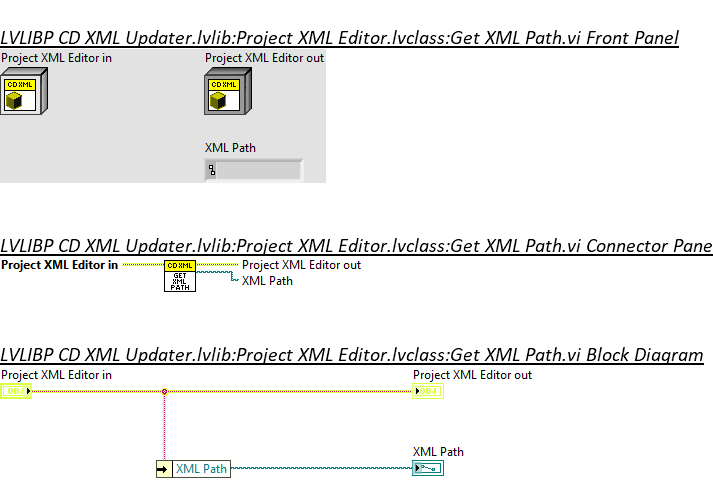 LVLIBP CD XML Updater.lvlib:Project XML Editor.lvclass:Get XML Path.vi Front Panel
Project XML Editor in Project XML Editor out
CD XML CD XML
XML Path
LVLIBP CD XML Updater.lvlib:Project XML Editor.lvclass:Get XML Path.vi Connector Pane
Project XML Editor in CD XML Project XML Editor out
GET XML Path
XML
PATH
LVLIBP CD XML Updater.lvlib:Project XML Editor.lvclass:Get XML Path.vi Block Diagram
Project XML Editor in Project XML Editor out
OBJ OBJ
XML Path
XML Path